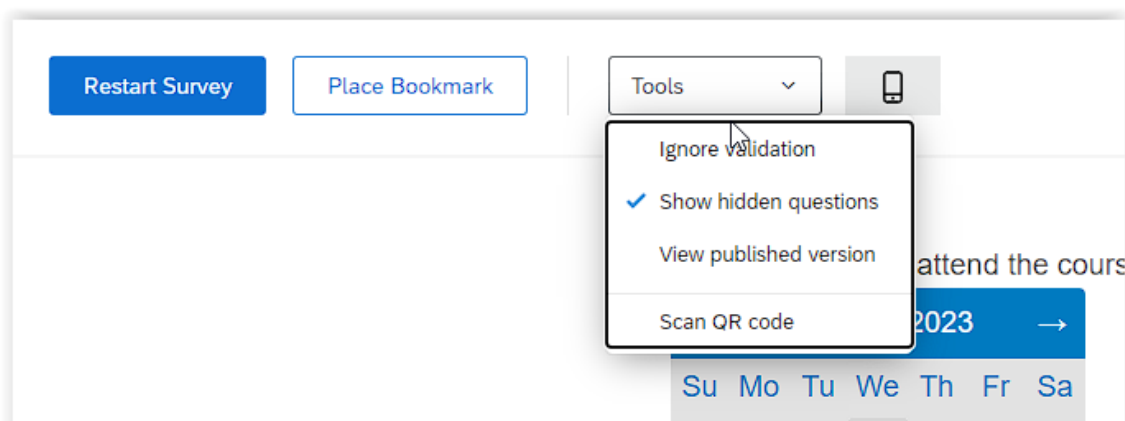 Restart Survey Place Bookmark Tools
Ignore validation
Show hidden questions
View published version
attend the cours
Scan QR code
2023 →
Su Mo Tu We Th Fr Sa